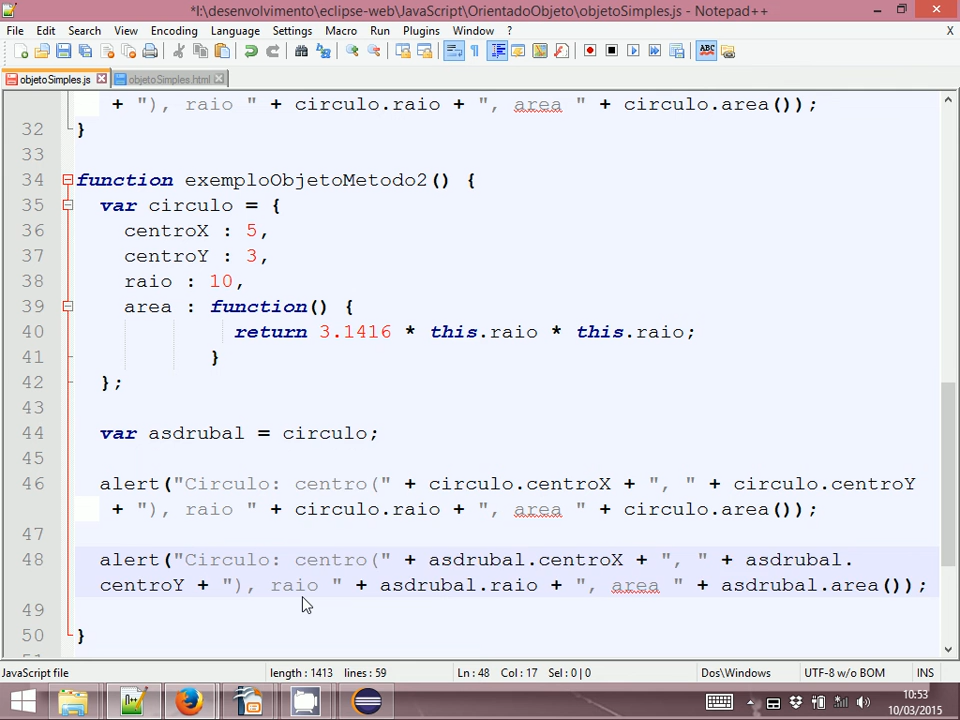 *I:\desenvolvimento\eclipse-web\JavaScript\OrientadoObjeto\objetoSimples.js - Notepad++
File Edit Search View Encoding Language Settings Macro Run Plugins Window ? X
objetoSimples.js objetoSimples.html
+ "), raio " + circulo.raio + ", area " + circulo.area());
32 }
33
34 function exemploObjetoMetodo2() {
35 var circulo = {
36 centroX : 5,
37 centroY : 3,
38 raio : 10,
39 area : function() {
40 return 3.1416 * this.raio * this.raio;
41 }
42 };
43
44 var asdrubal = circulo;
45
46 alert("Circulo: centro(" + circulo.centroX + ", " + circulo.centroY
+ "), raio " + circulo.raio + ", area " + circulo.area());
47
48 alert("Circulo: centro(" + asdrubal.centroX + ", " + asdrubal.
centroY + "), raio " + asdrubal.raio + ", area " + asdrubal.area());
49
50 }
JavaScript file length : 1413 lines : 59 Ln : 48 Col : 17 Sel : 0 | 0 Dos\Windows UTF-8 w/o BOM INS
10:53
10/03/2015